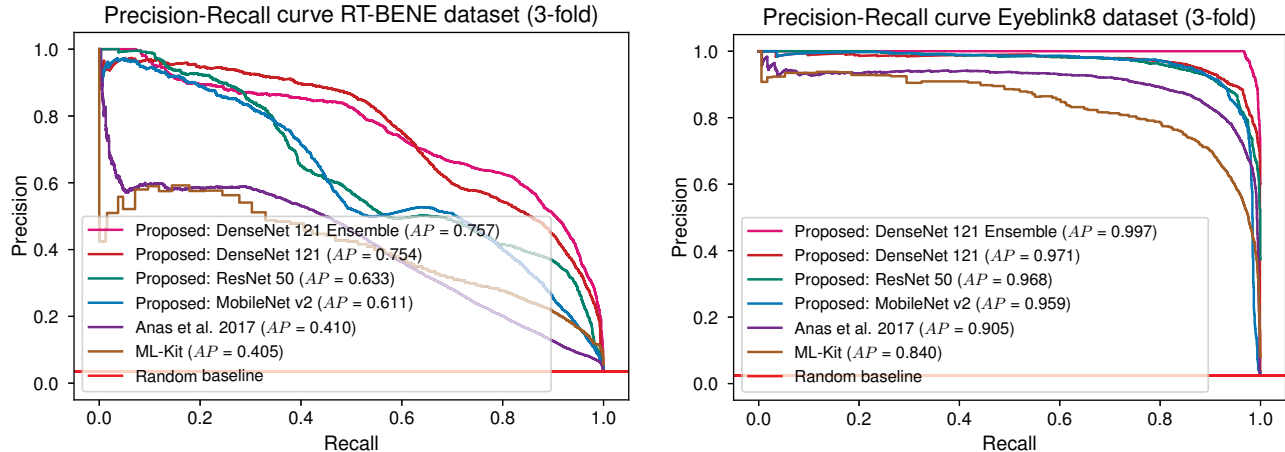 Precision-Recall curve RT-BENE dataset (3-fold)
1.0
0.8
0.6
0.4
0.2
0.0
Precision
Proposed: DenseNet 121 Ensemble (AP = 0.757)
Proposed: DenseNet 121 (AP = 0.754)
Proposed: ResNet 50 (AP = 0.633)
Proposed: MobileNet v2 (AP = 0.611)
Anas et al. 2017 (AP = 0.410)
ML-Kit (AP = 0.405)
Random baseline
0.0 0.2 0.4 0.6 0.8 1.0
Recall
Precision-Recall curve Eyeblink8 dataset (3-fold)
1.0
0.8
0.6
0.4
0.2
0.0
Precision
Proposed: DenseNet 121 Ensemble (AP = 0.997)
Proposed: DenseNet 121 (AP = 0.971)
Proposed: ResNet 50 (AP = 0.968)
Proposed: MobileNet v2 (AP = 0.959)
Anas et al. 2017 (AP = 0.905)
ML-Kit (AP = 0.840)
Random baseline
0.0 0.2 0.4 0.6 0.8 1.0
Recall